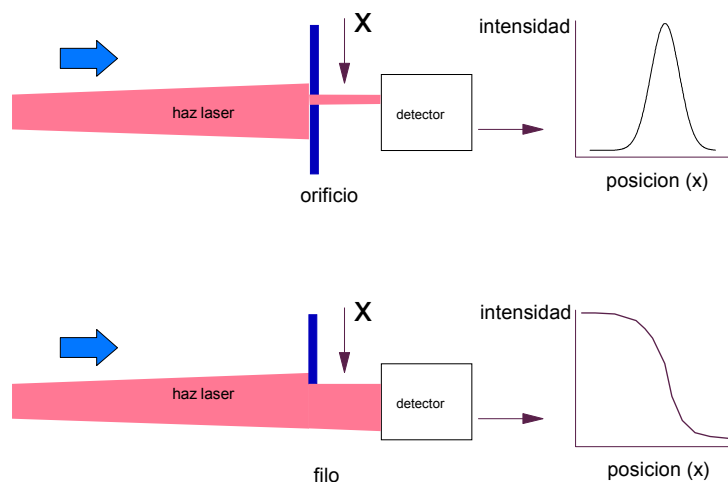 X
intensidad
haz laser
detector
orificio
posicion (x)
X
intensidad
haz laser
detector
filo
posicion (x)